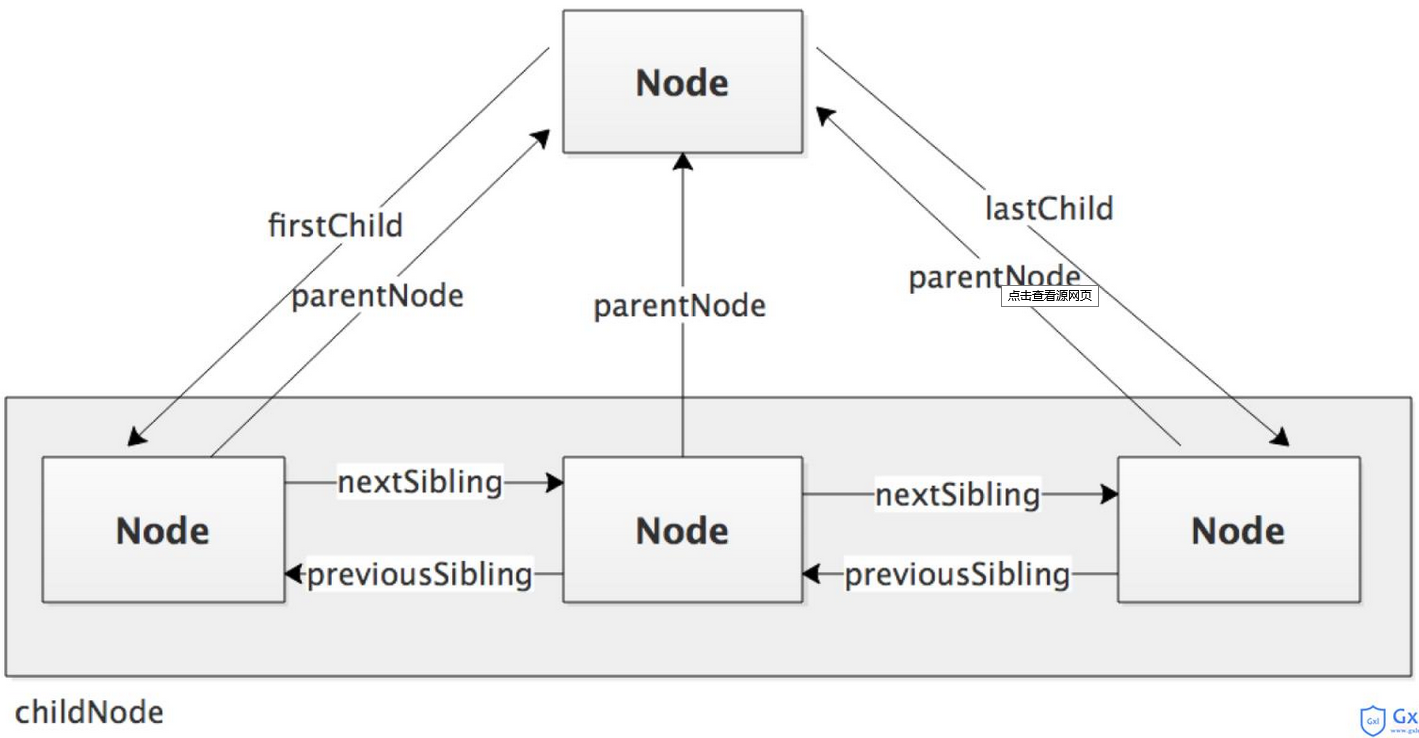 Node
firstChild
lastChild
parentNode
parentNode
parentNode
点击查看源网页
nextSibling
nextSibling
Node
Node
Node
previousSibling
previousSibling
childNode
Gxl
Gx